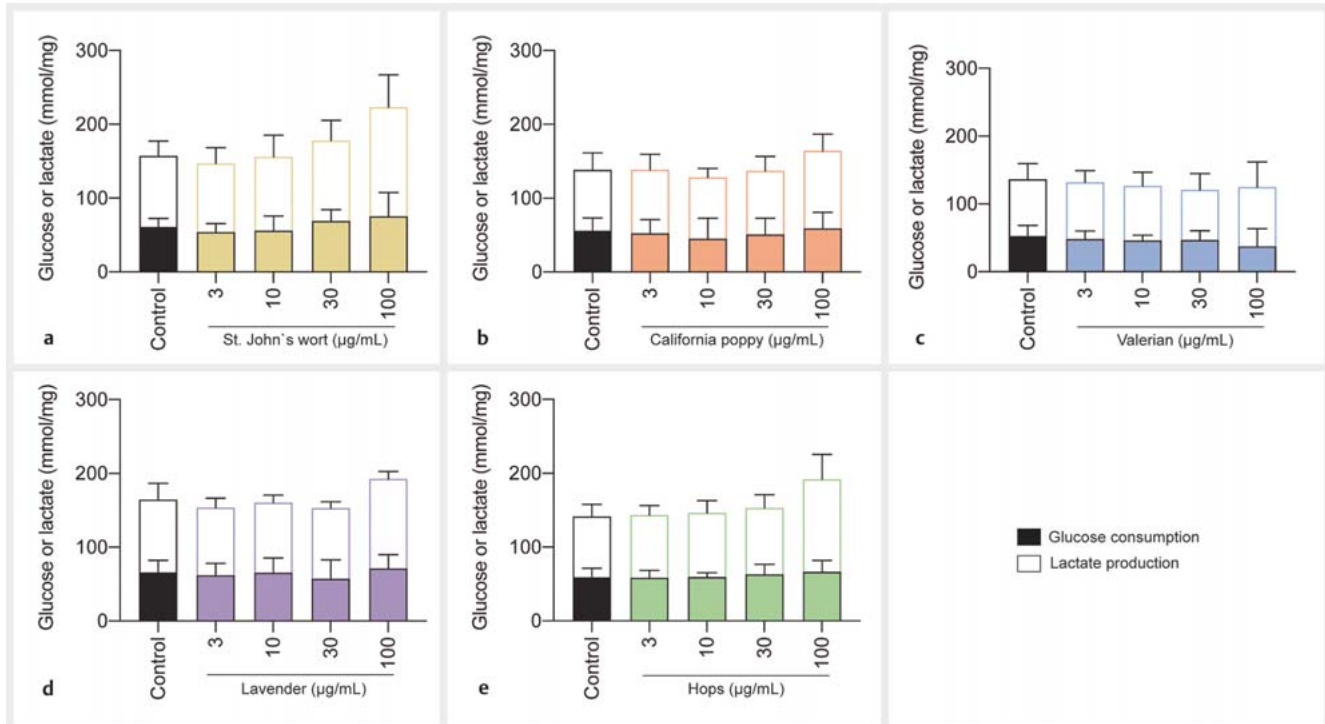 Glucose or lactate (mmol/mg)
300
200
100
0
Control
3
10
30
100
a
St. John`s wort (µg/mL)
Glucose or lactate (mmol/mg)
300
200
100
0
Control
3
10
30
100
b
California poppy (µg/mL)
Glucose or lactate (mmol/mg)
300
200
100
0
Control
3
10
30
100
c
Valerian (µg/mL)
Glucose or lactate (mmol/mg)
300
200
100
0
Control
3
10
30
100
d
Lavender (µg/mL)
Glucose or lactate (mmol/mg)
300
200
100
0
Control
3
10
30
100
e
Hops (µg/mL)
Glucose consumption
Lactate production